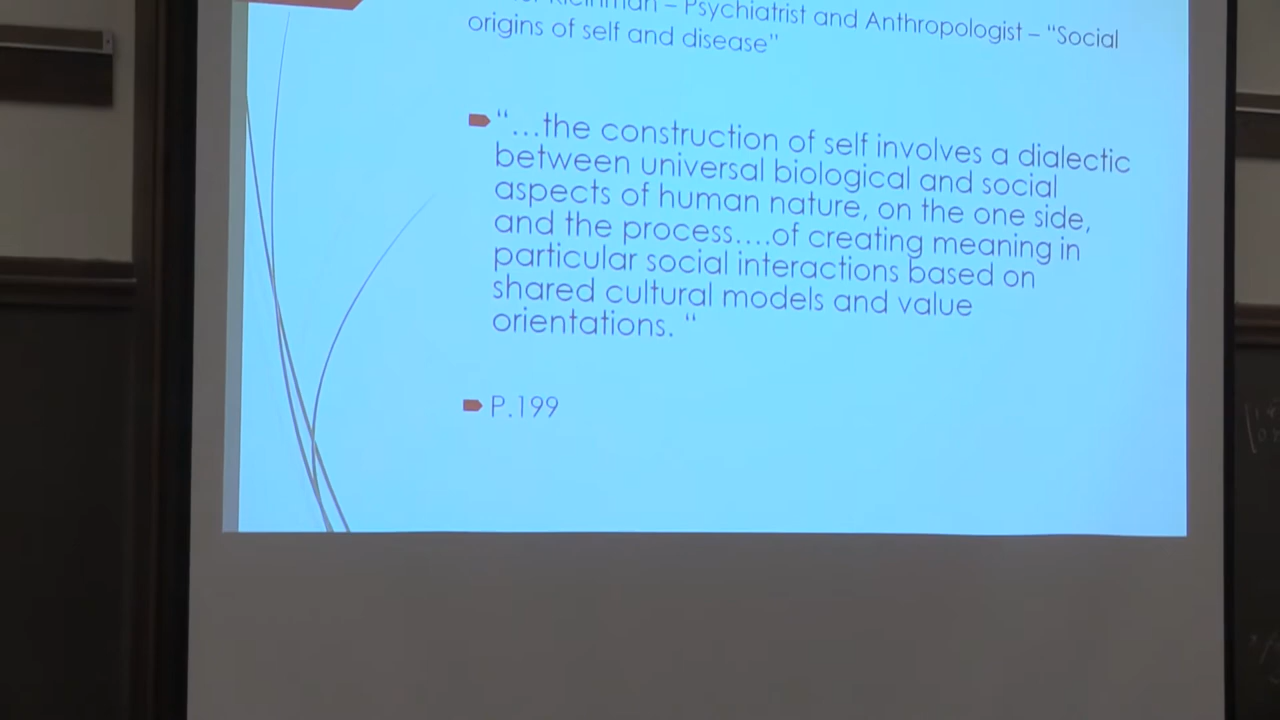 Kleinman – Psychiatrist and Anthropologist – “Social
origins of self and disease”
“...the construction of self involves a dialectic
between universal biological and social
aspects of human nature, on the one side,
and the process....of creating meaning in
particular social interactions based on
shared cultural models and value
orientations. “
P.199